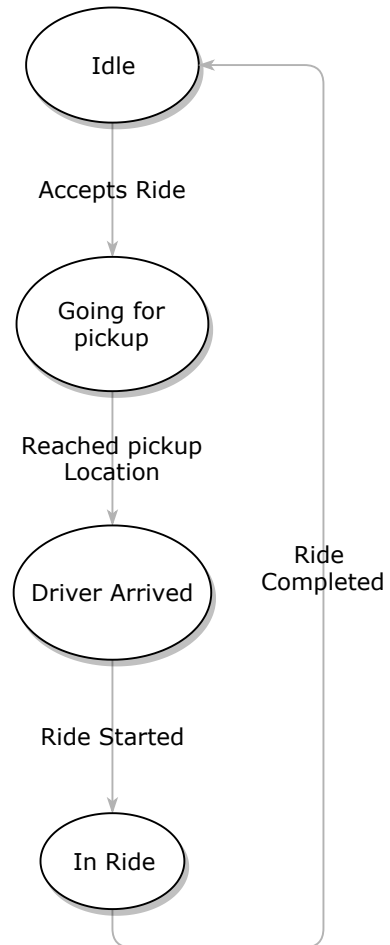 Idle
Accepts Ride
Going for
pickup
Reached pickup
Location
Driver Arrived
Ride
Completed
Ride Started
In Ride